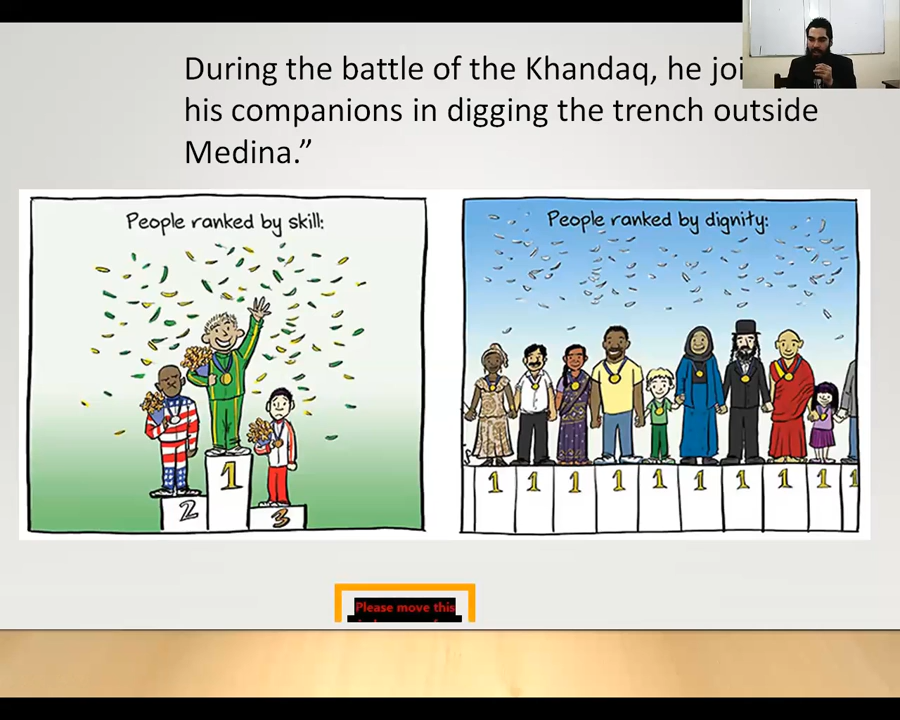 During the battle of the Khandaq, he
his companions in digging the trench outside
Medina.”
People ranked by skill:
People ranked by dignity:
1
2
3
1 1 1 1 1 1 1 1 1 1
Please move this